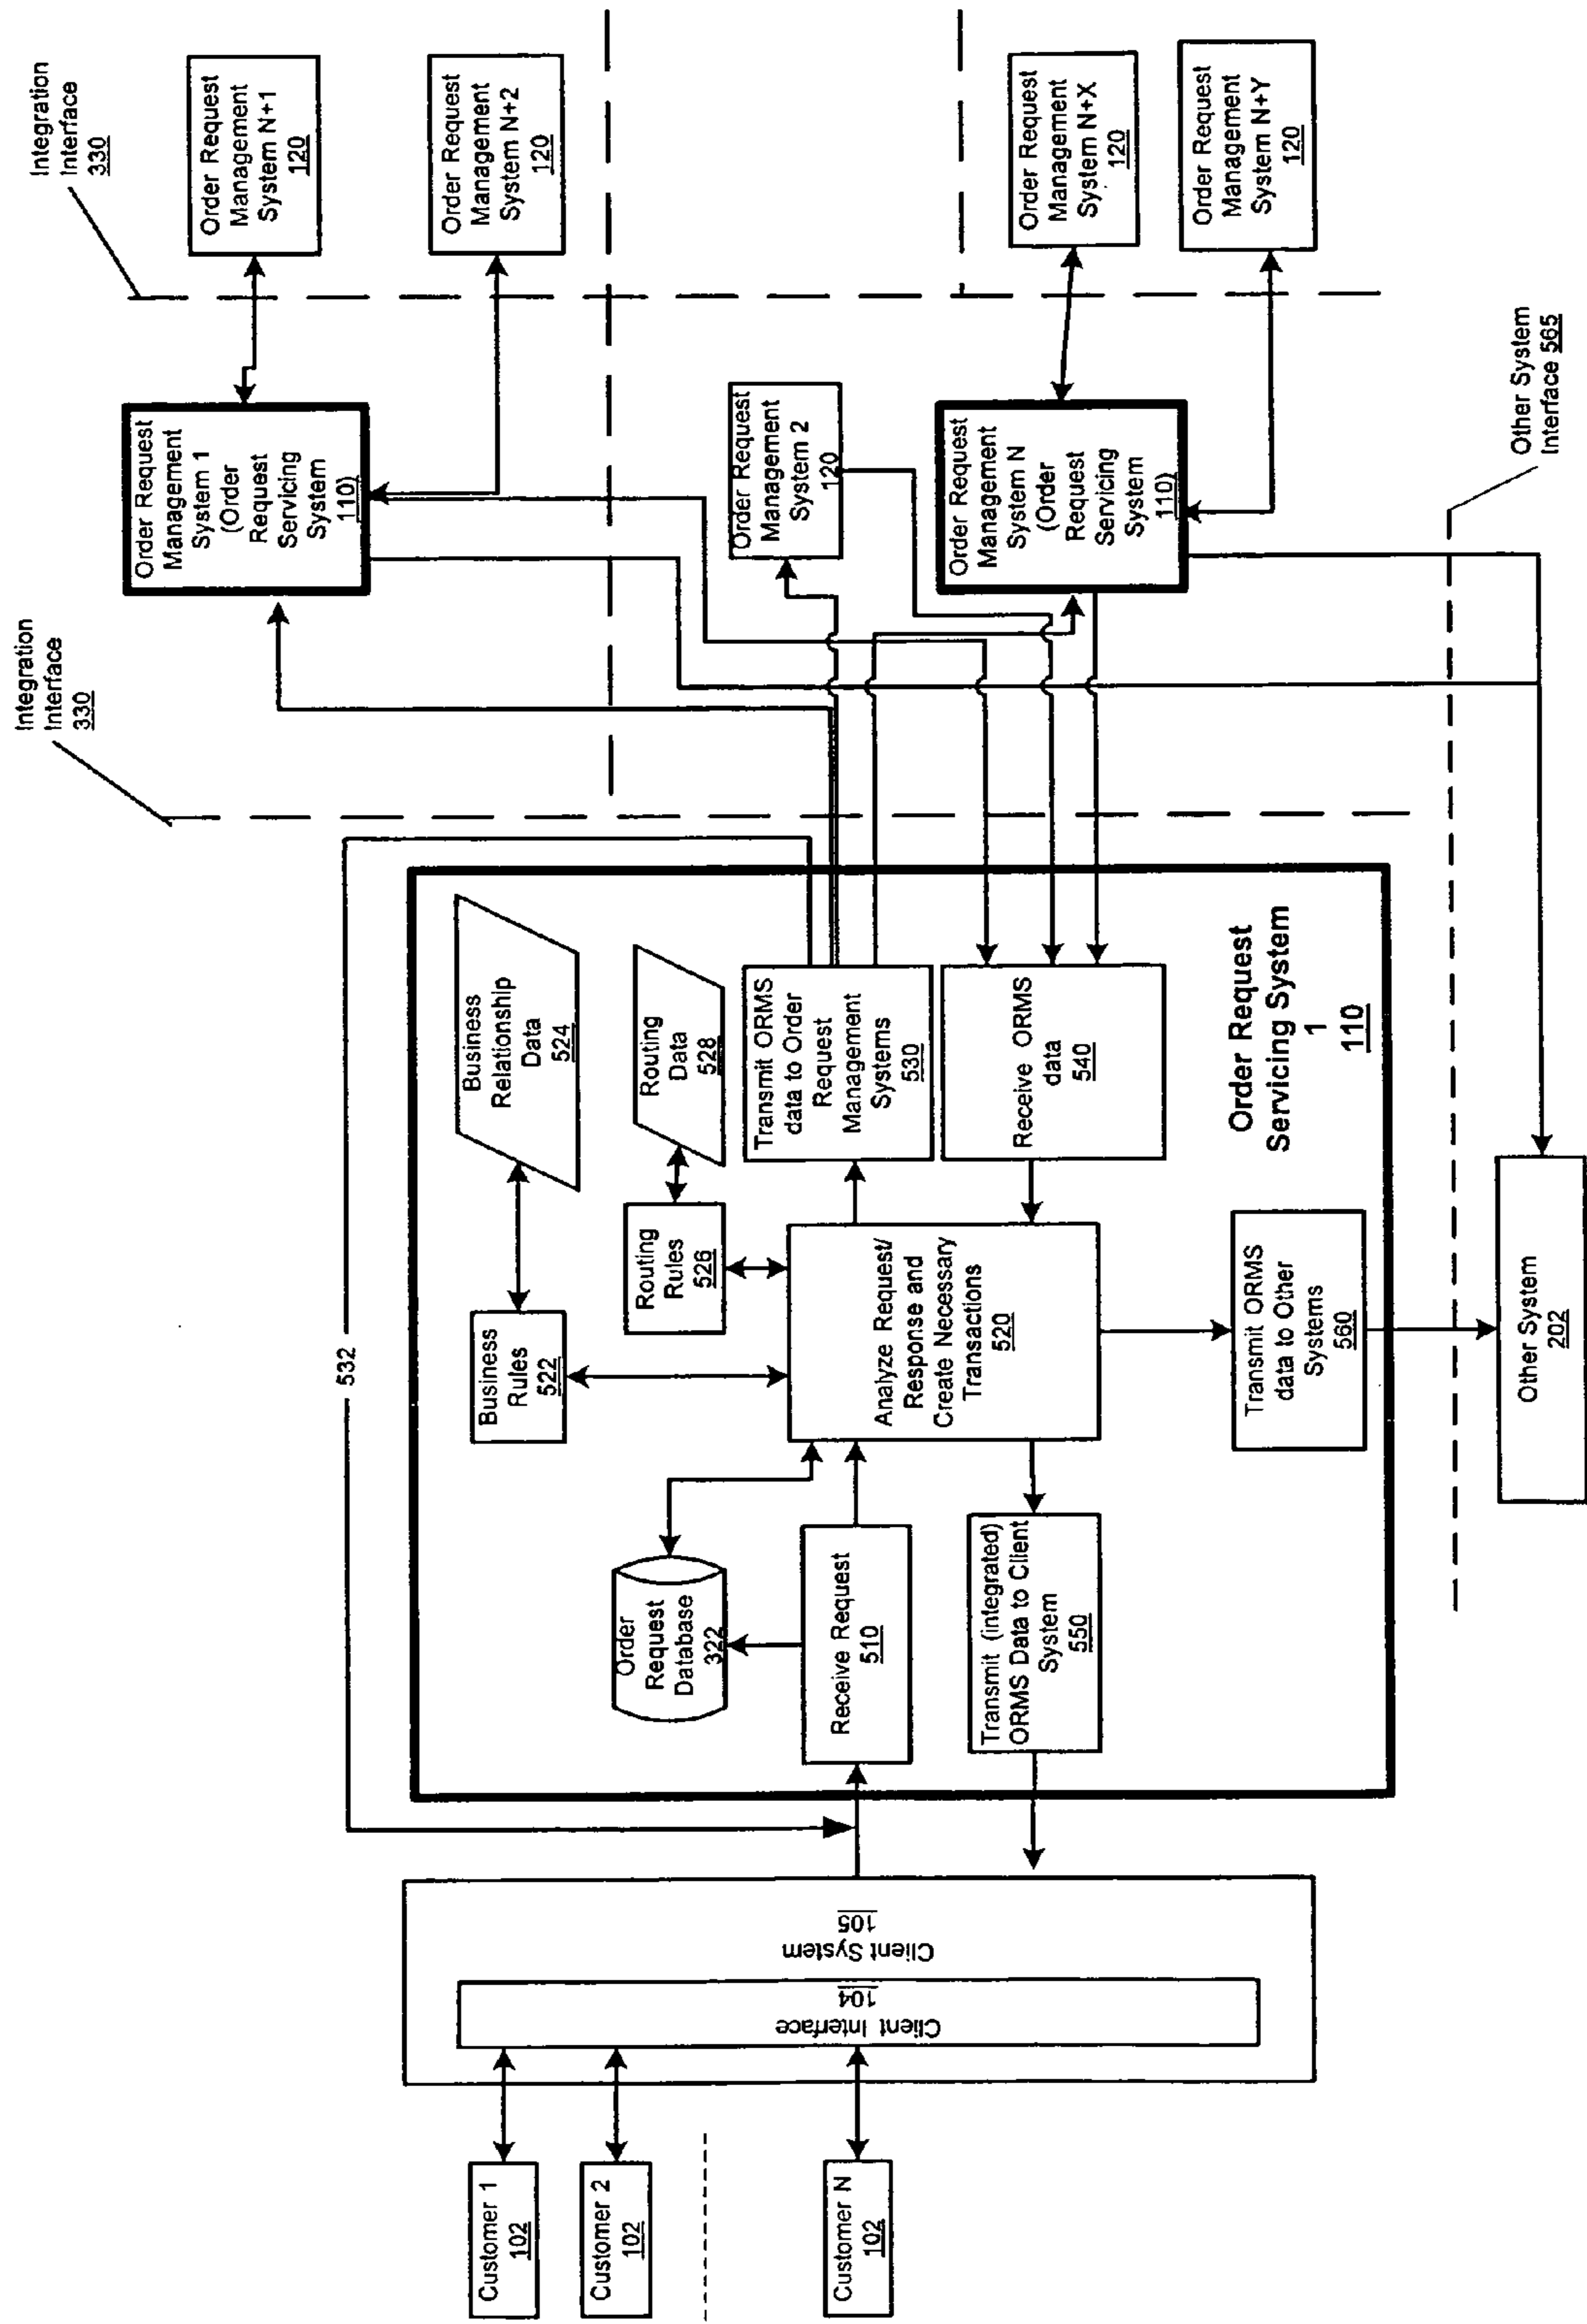 Customer 1
102
Customer 2
102
Customer N
102
Client Interface
104
Client System
105
532
Order
Request
Database
322
Receive Request
510
Transmit (integrated)
ORMS Data to Client
System
550
Business
Rules
522
Business
Relationship
Data
524
Routing
Rules
526
Routing
Data
528
Analyze Request/
Response and
Create Necessary
Transactions
520
Transmit ORMS
data to Order
Request
Management
Systems
530
Receive ORMS
data
540
Transmit ORMS
data to Other
Systems
560
Order Request
Servicing System
1
110
Other System
202
Integration
Interface
330
Order Request
Management
System 1
(Order
Request
Servicing
System
110)
Order Request
Management
System 2
120
Order Request
Management
System N
(Order
Request
Servicing
System
110)
Other System
Interface 565
Integration
Interface
330
Order Request
Management
System N+1
120
Order Request
Management
System N+2
120
Order Request
Management
System N+X
120
Order Request
Management
System N+Y
120